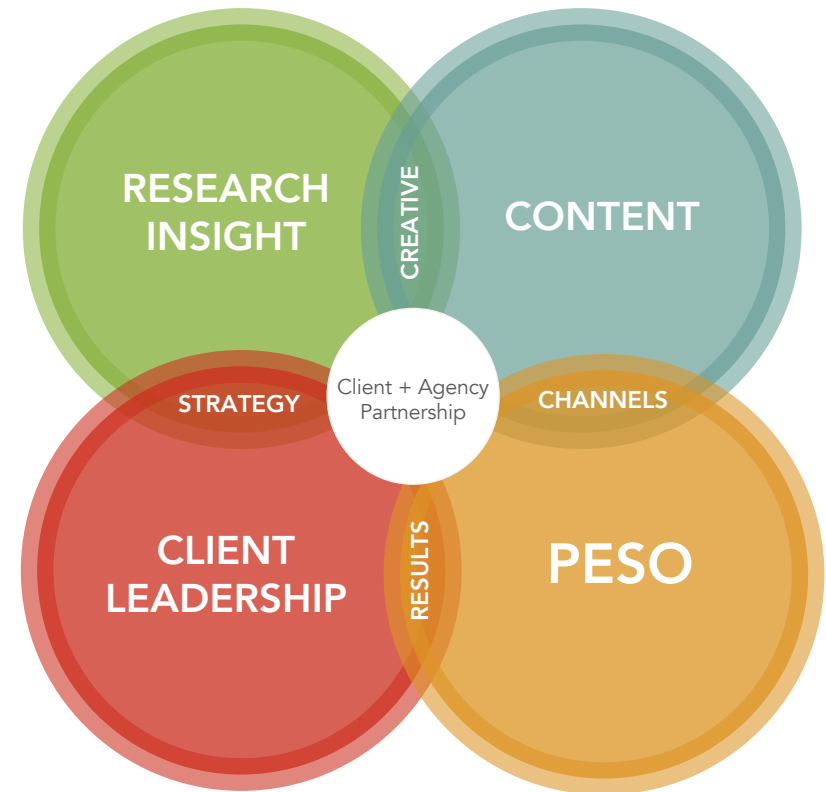 RESEARCH
INSIGHT
CREATIVE
CONTENT
Client + Agency
Partnership
STRATEGY
CHANNELS
CLIENT
LEADERSHIP
RESULTS
PESO